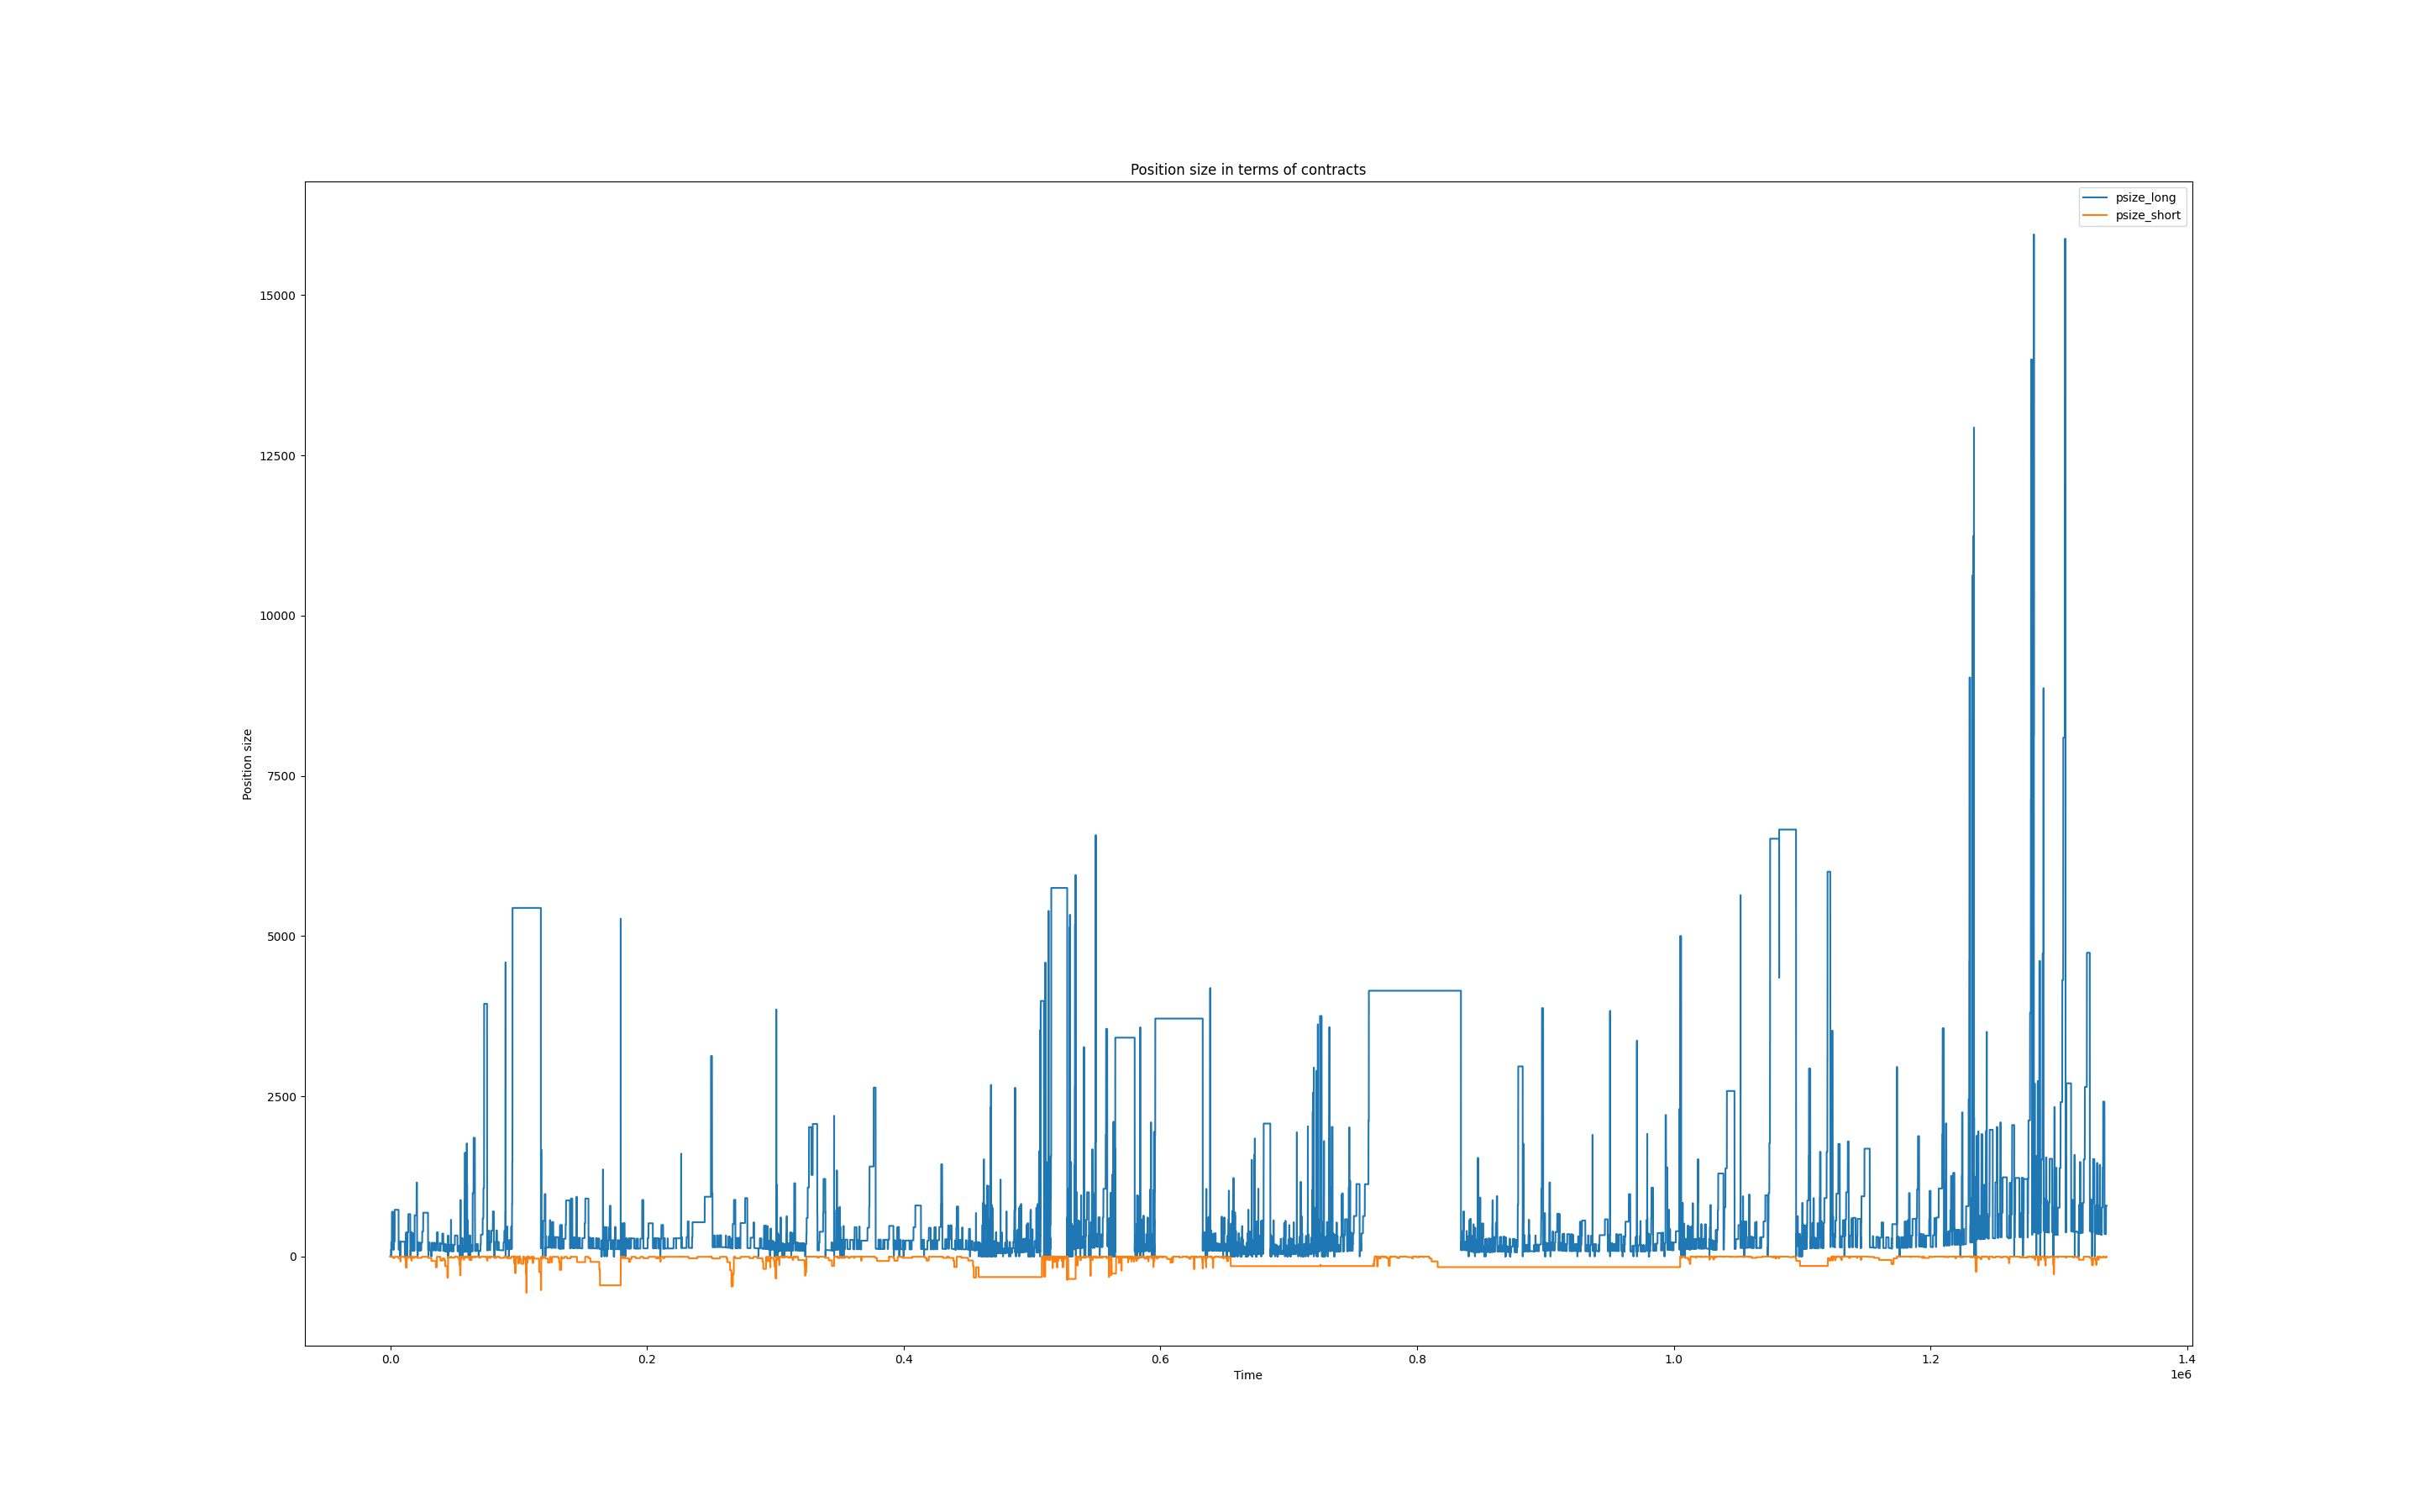 Position size in terms of contracts
psize_long
psize_short
15000
12500
10000
7500
5000
2500
0
Position size
0.0 0.2 0.4 0.6 0.8 1.0 1.2 1.4
Time
1e6